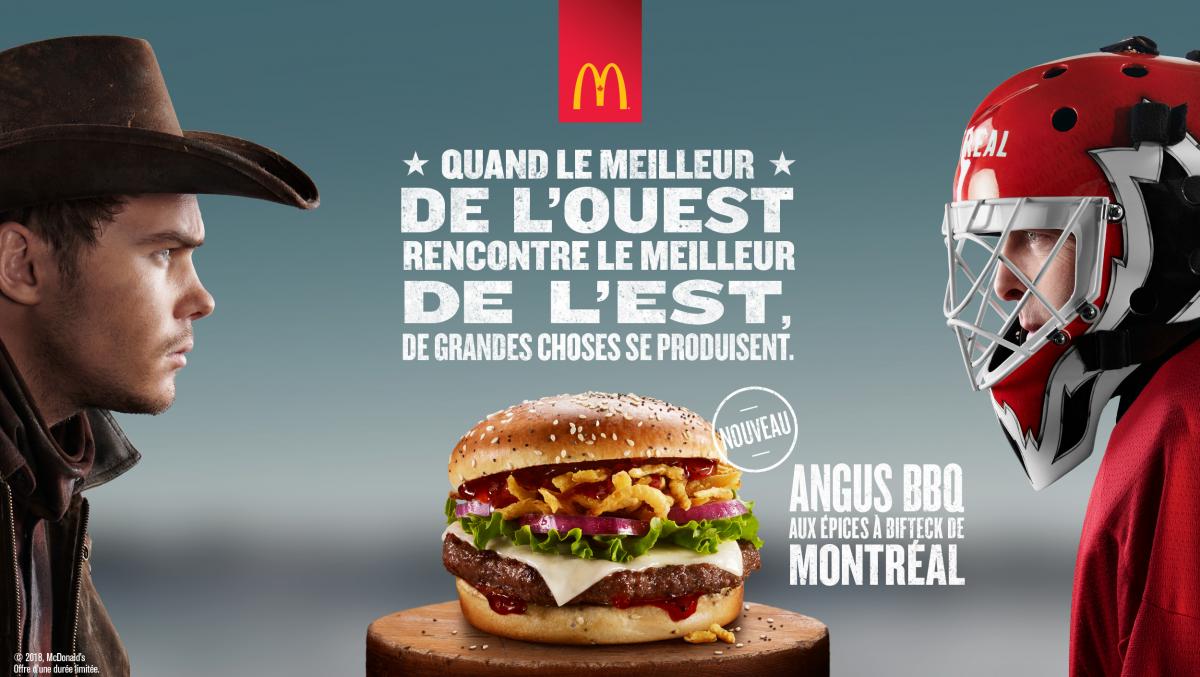 QUAND LE MEILLEUR
DE L'OUEST
RENCONTRE LE MEILLEUR
DE L'EST,
DE GRANDES CHOSES SE PRODUISENT.
NOUVEAU
ANGUS BBQ
AUX ÉPICES À BIFTECK DE
MONTRÉAL
RÉAL
© 2018, McDonald's
Offre d'une durée limitée.